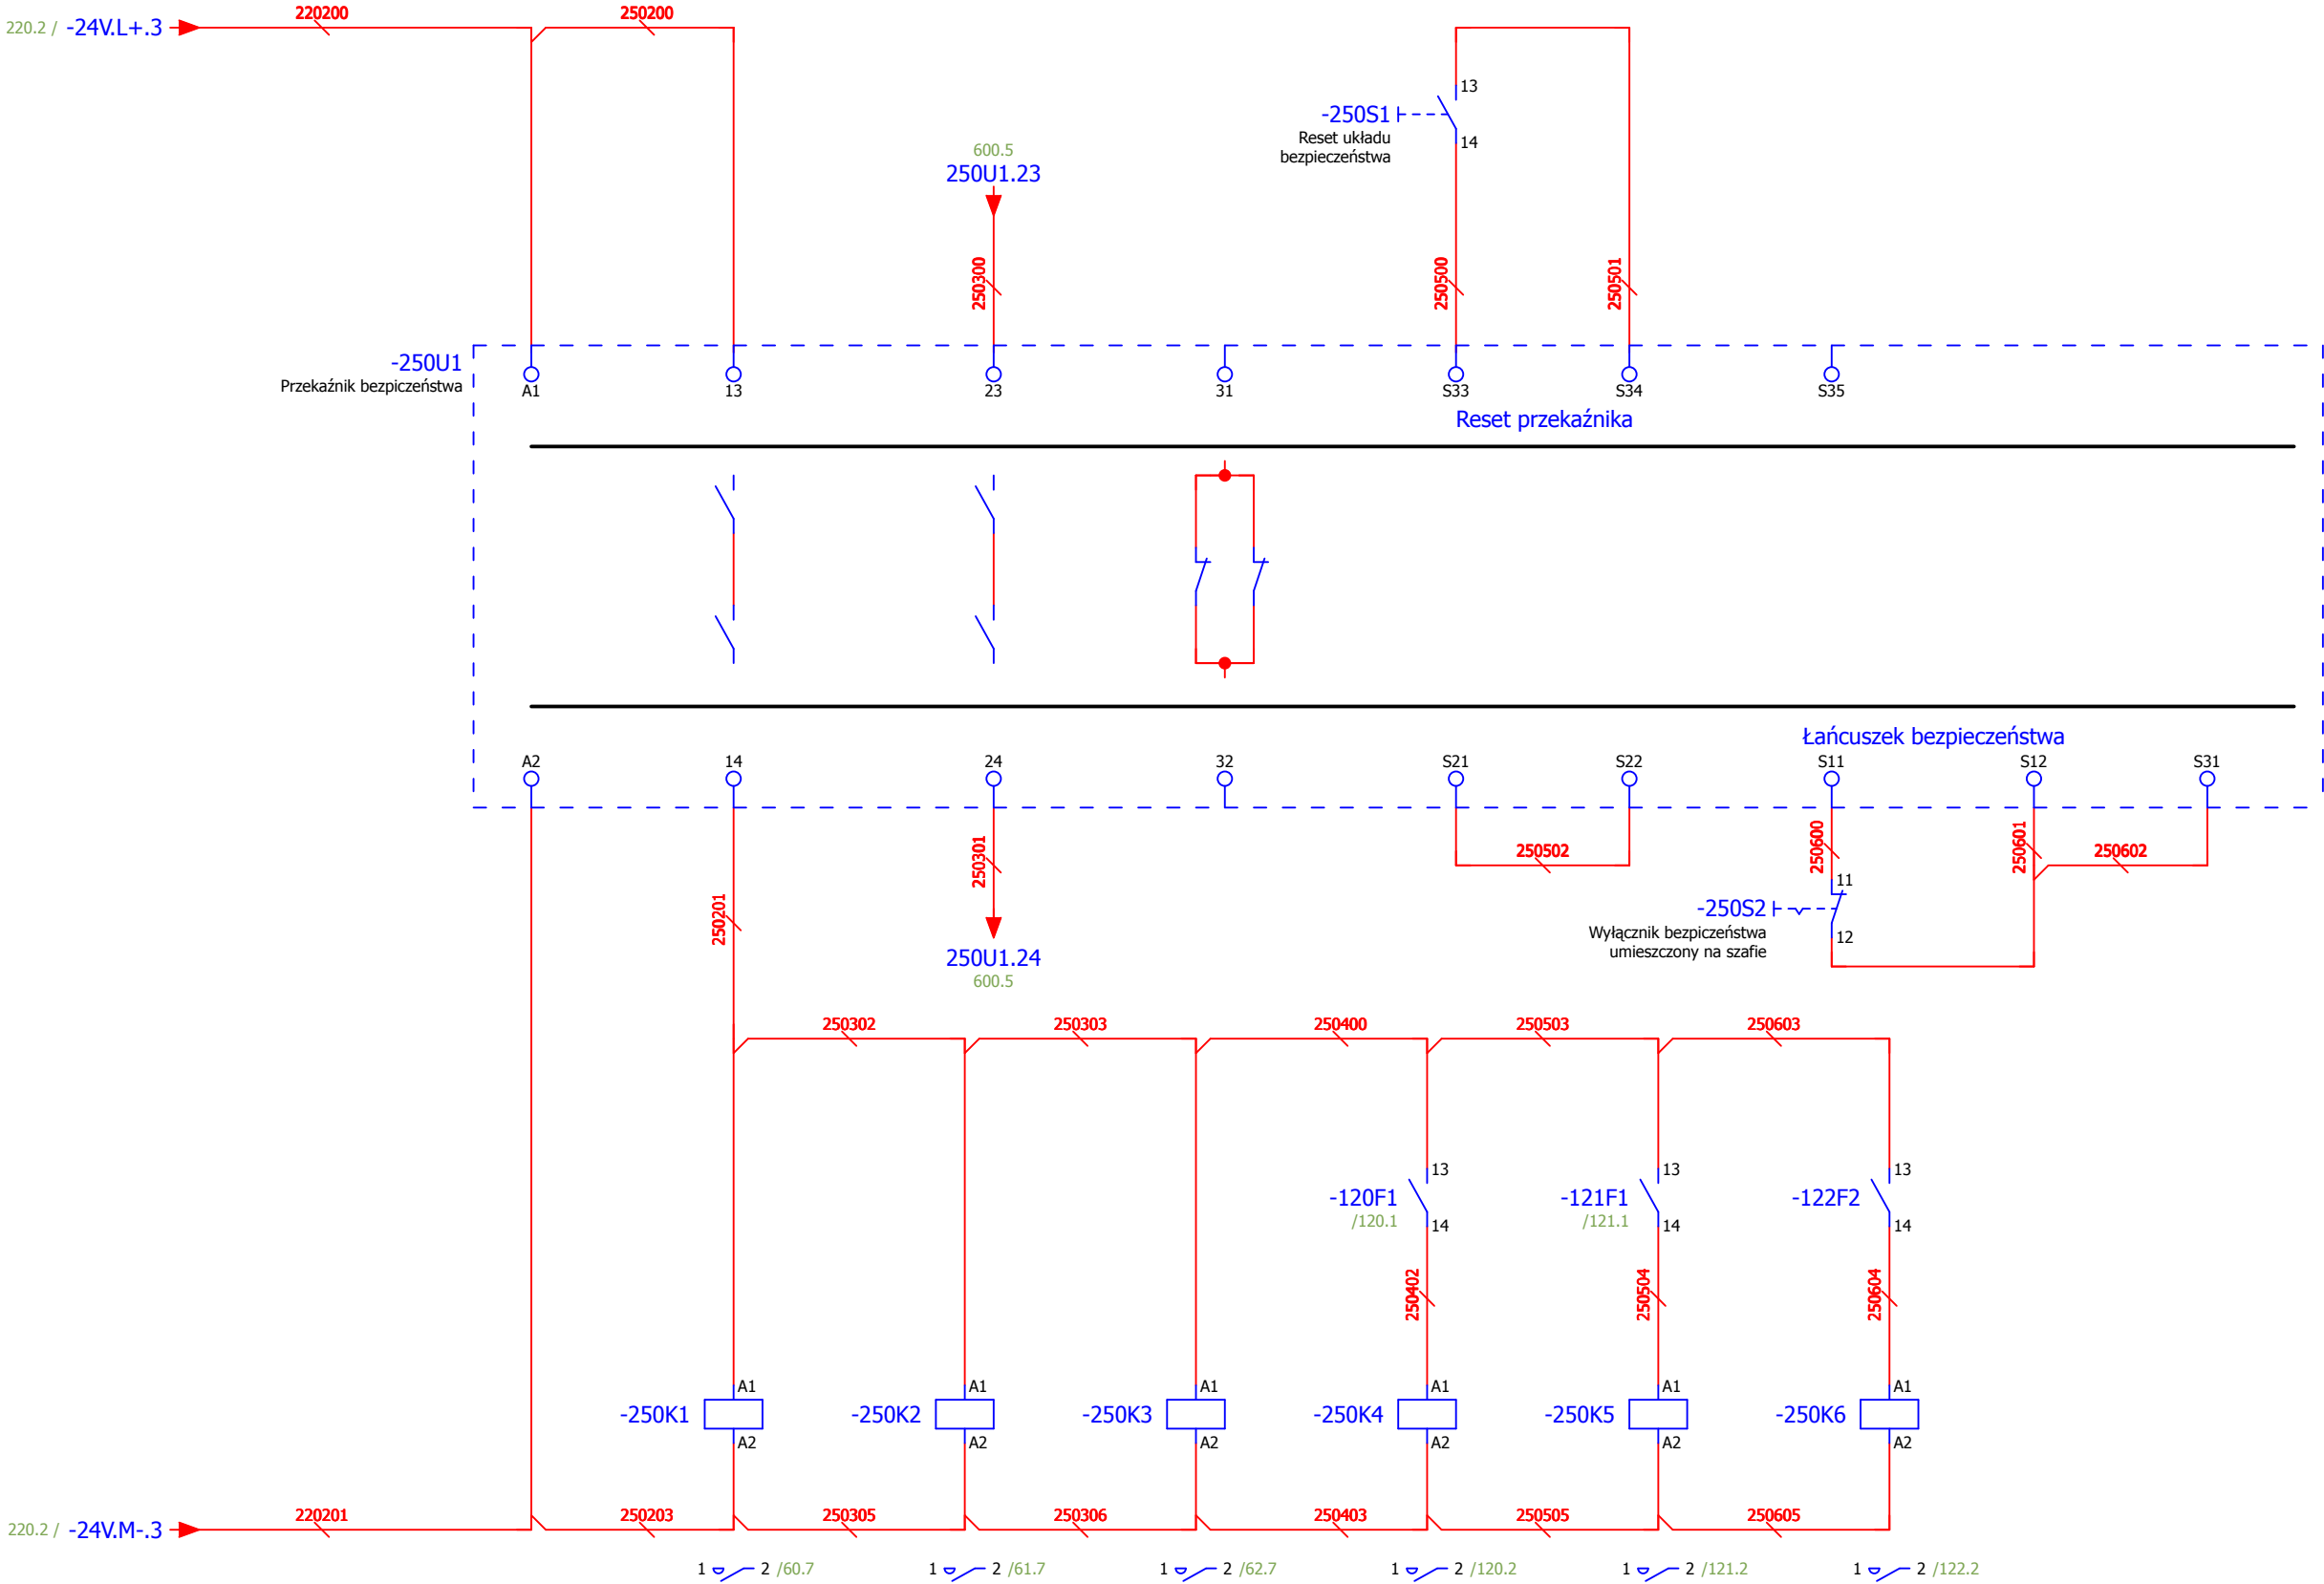 220200
250200
220.2 / -24V.L+.3
13
-250S1
14
Reset układu
bezpieczeństwa
600.5
250U1.23
250300
250500
250501
-250U1
Przekaźnik bezpiczeństwa
A1
13
23
31
S33
S34
S35
Reset przekaźnika
Łańcuszek bezpieczeństwa
A2
14
24
32
S21
S22
S11
S12
S31
250201
250301
250502
250600
250601
250602
11
-250S2
12
Wyłącznik bezpieczeństwa
umieszczony na szafie
250U1.24
600.5
250302
250303
250400
250503
250603
13
13
13
-120F1
-121F1
-122F2
/120.1
14
/121.1
14
14
250402
250504
250604
A1
A1
A1
A1
A1
A1
-250K1
-250K2
-250K3
-250K4
-250K5
-250K6
A2
A2
A2
A2
A2
A2
220.2 / -24V.M-.3
220201
250203
250305
250306
250403
250505
250605
1 2 /60.7
1 2 /61.7
1 2 /62.7
1 2 /120.2
1 2 /121.2
1 2 /122.2